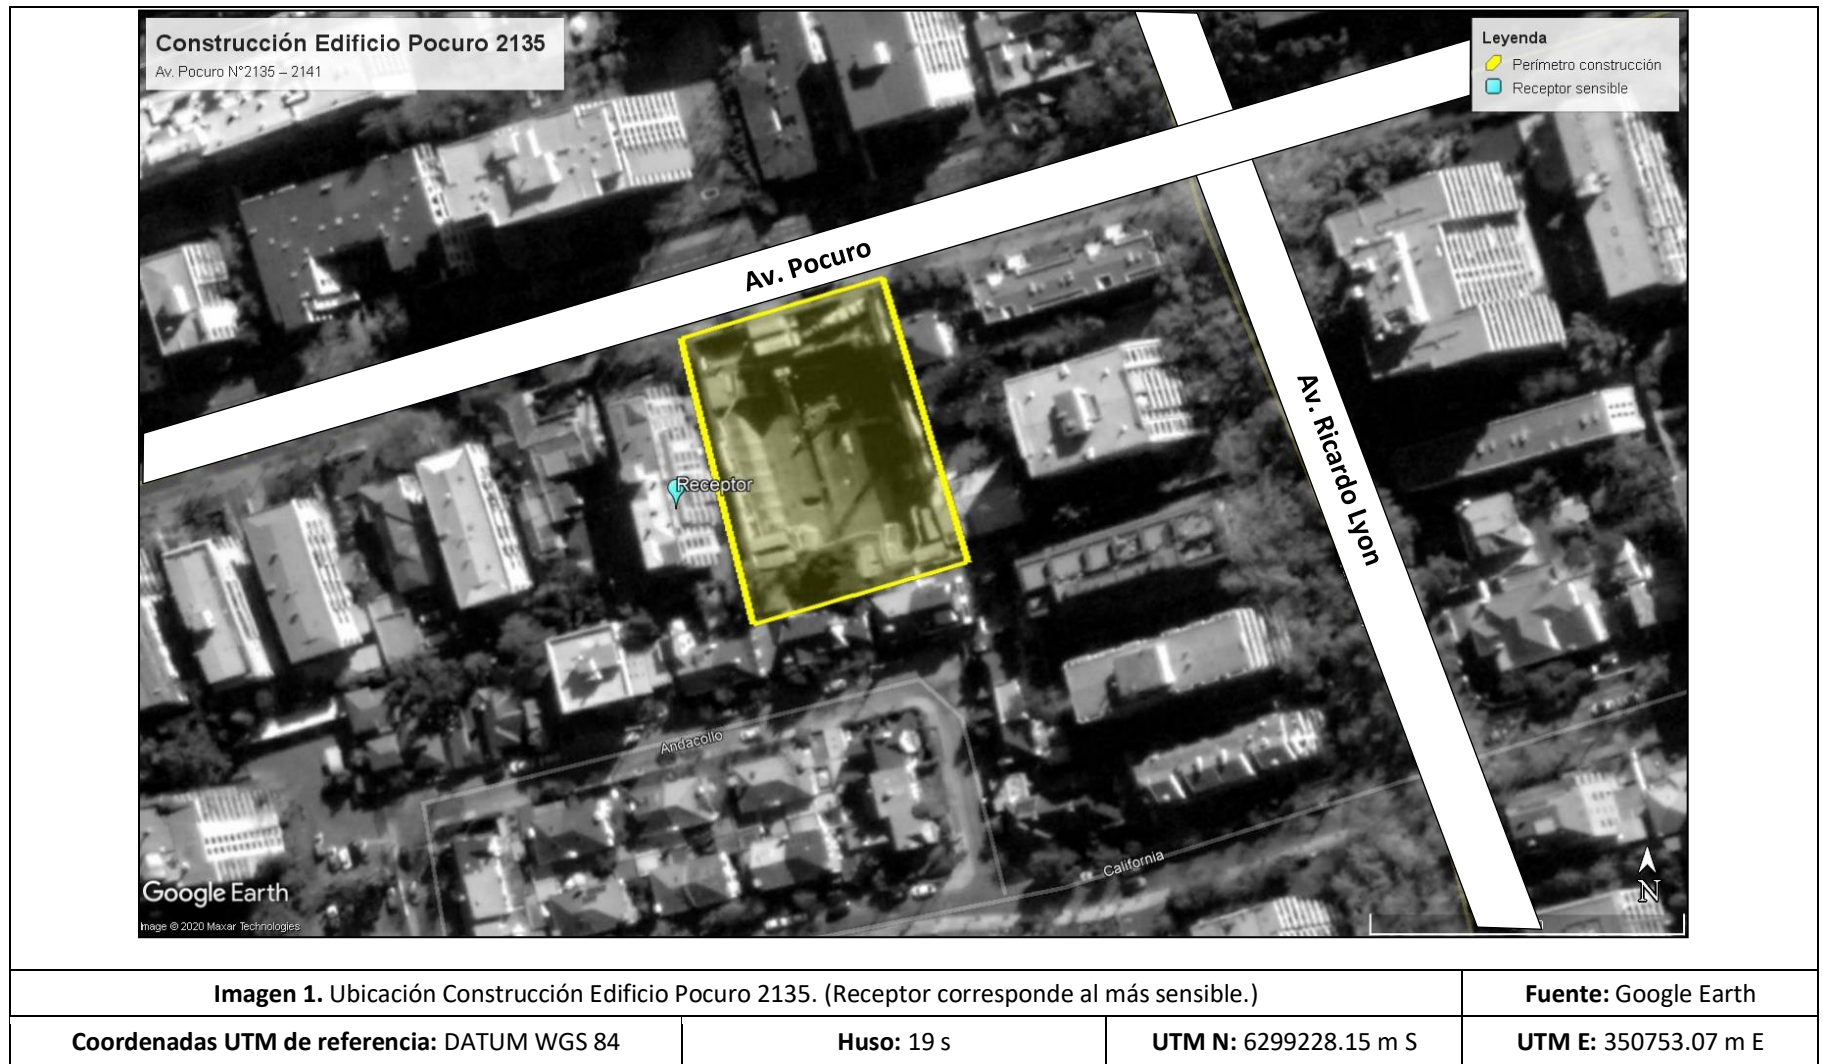 Construcción Edificio Pocuro 2135
Av. Pocuro N°2135 – 2141
Leyenda
Perímetro construcción
Receptor sensible
Av. Pocuro
Av. Ricardo Lyon
Receptor
Andacollo
California
N
Google Earth
Image © 2020 Maxar Technologies
Imagen 1. Ubicación Construcción Edificio Pocuro 2135. (Receptor corresponde al más sensible.)
Fuente: Google Earth
Coordenadas UTM de referencia: DATUM WGS 84
Huso: 19 s
UTM N: 6299228.15 m S
UTM E: 350753.07 m E